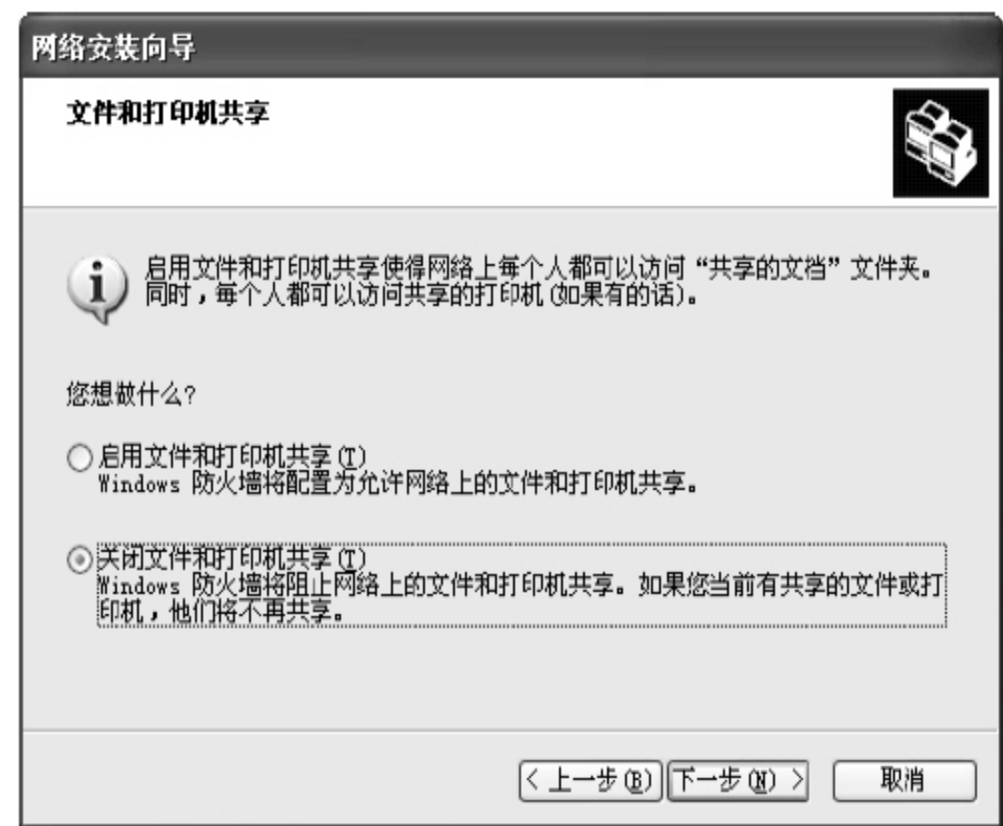 网络安装向导
文件和打印机共享
启用文件和打印机共享使得网络上每个人都可以访问“共享的文档”文件夹。
同时，每个人都可以访问共享的打印机(如果有的话)。
您想做什么?
启用文件和打印机共享(T)
Windows 防火墙将配置为允许网络上的文件和打印机共享。
关闭文件和打印机共享(T)
Windows 防火墙将阻止网络上的文件和打印机共享。如果您当前有共享的文件或打
印机，他们将不再共享。
< 上一步(B) 下一步(N) > 取消